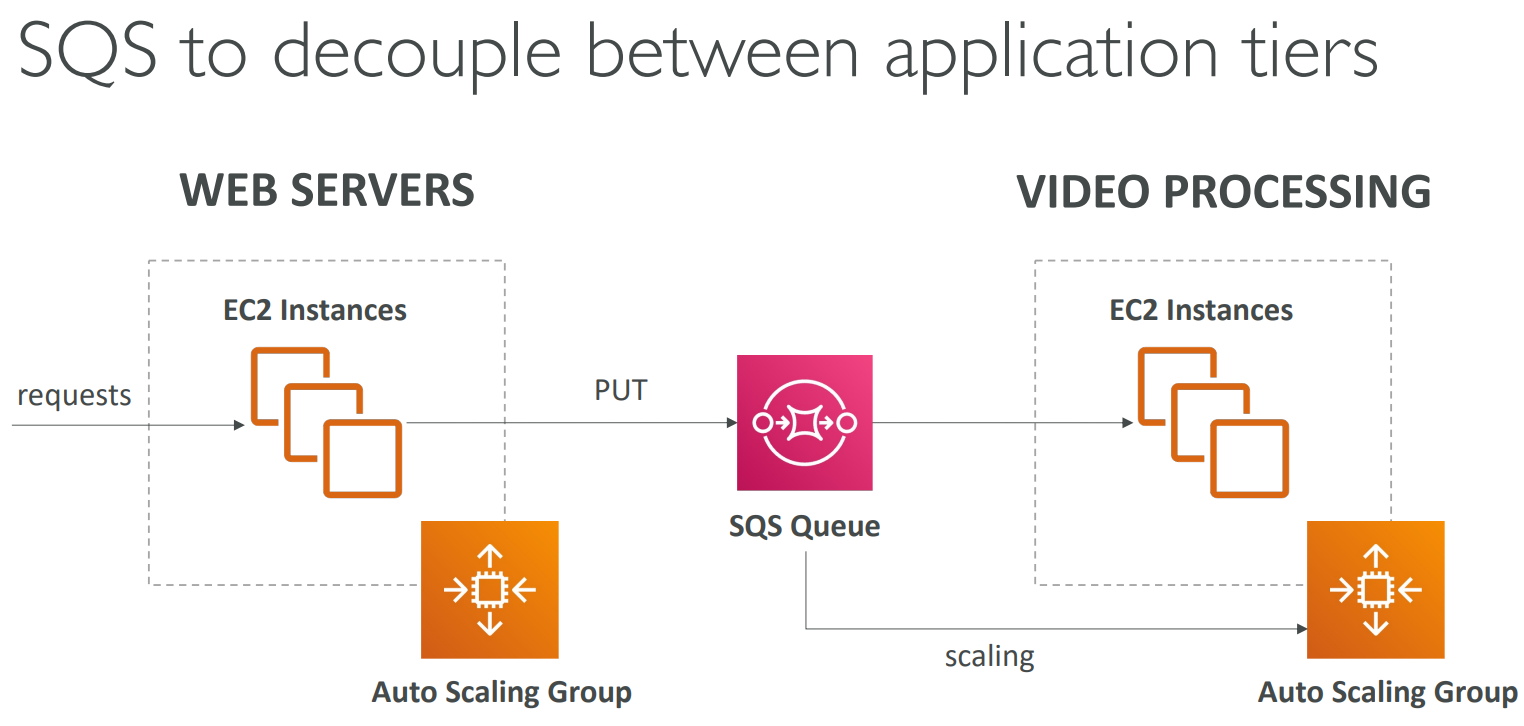 SQS to decouple between application tiers
WEB SERVERS
VIDEO PROCESSING
EC2 Instances
EC2 Instances
requests
PUT
SQS Queue
scaling
Auto Scaling Group
Auto Scaling Group